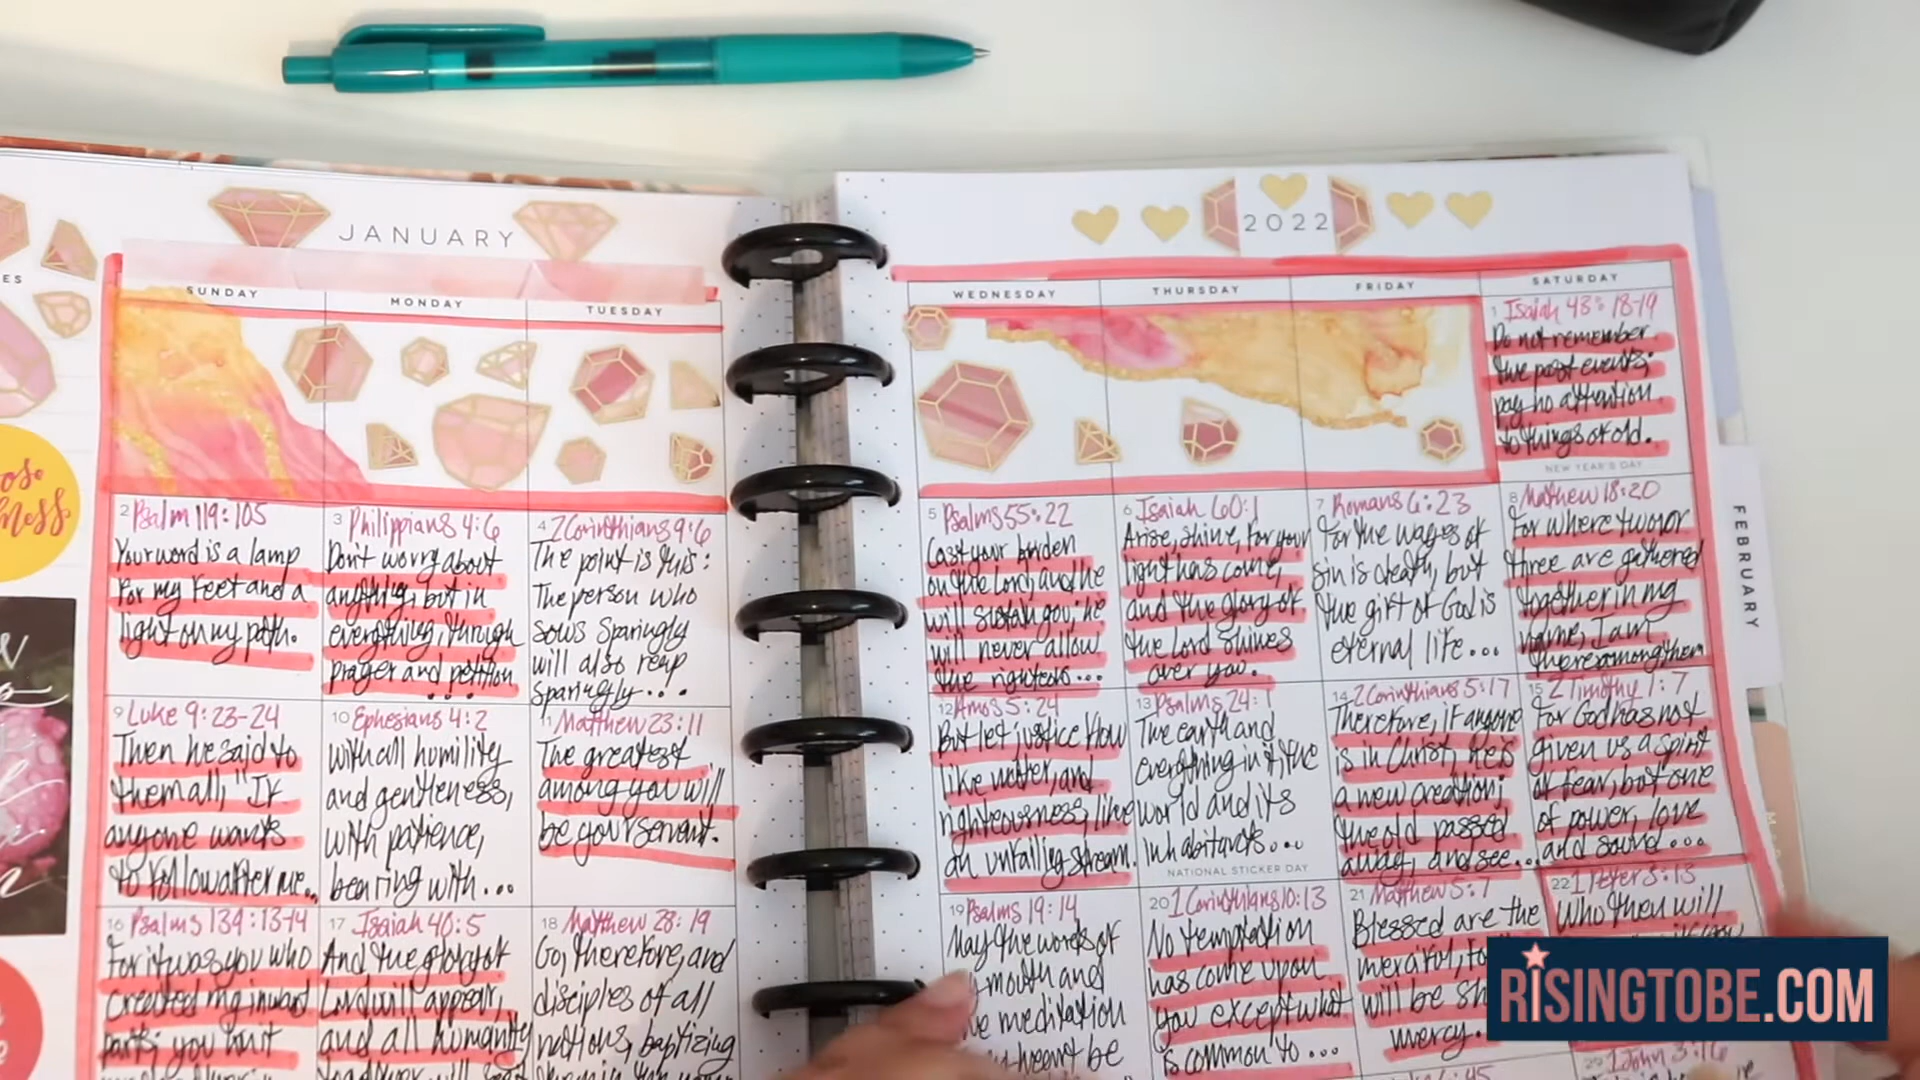 JANUARY
2022
SUNDAY
MONDAY
TUESDAY
WEDNESDAY
THURSDAY
FRIDAY
SATURDAY
1 Isaiah 43:18-19
Do not remember
the past events;
pay no attention
to things of old.
NEW YEAR'S DAY
2 Psalm 119:105
Your word is a lamp
for my feet and a
light on my path.
3 Philippians 4:6
Don't worry about
anything, but in
everything, through
prayer and petition
...
4 2 Corinthians 9:6
The point is this:
The person who
sows sparingly
will also reap
sparingly...
5 Psalms 55:22
Cast your burden
on the Lord, and he
will sustain you; he
will never allow
the righteous...
6 Isaiah 60:1
Arise, shine, for your
light has come,
and the glory of
the Lord shines
over you.
7 Romans 6:23
For the wages of
sin is death, but
the gift of God is
eternal life...
8 Mathew 18:20
For where two or
three are gathered
together in my
name, I am
there among them
9 Luke 9:23-24
Then he said to
them all, "If
anyone wants
to follow after me...
10 Ephesians 4:2
With all humility
and gentleness,
with patience,
bearing with...
11 Matthew 23:11
The greatest
among you will
be your servant.
12 Amos 5:24
But let justice flow
like water, and
righteousness, like
an unfailing stream.
13 Psalms 24:1
The earth and
everything in it, the
world and its
inhabitants...
NATIONAL STICKER DAY
14 2 Corinthians 5:17
Therefore, if anyone
is in Christ, he is
a new creation;
the old passed
away, and see...
15 2 Timothy 1:7
For God has not
given us a spirit
of fear, but one
of power, love
and sound...
16 Psalms 139:13-14
For it was you who
created my inward
parts; you knit
17 Isaiah 40:5
And the glory of
Lord will appear,
and all humanity
18 Matthew 28:19
Go, therefore, and
disciples of all
nations, baptizing
19 Psalms 19:14
May the words of
mouth and
meditation
heart be
20 1 Corinthians 10:13
No temptation
has come upon
you except what
is common to...
21 Matthew 5:7
Blessed are the
merciful,
will be
mercy.
22 1 Peter 3:13
Who then will
1 John 3:16
FEBRUARY
RISINGTOBE.COM